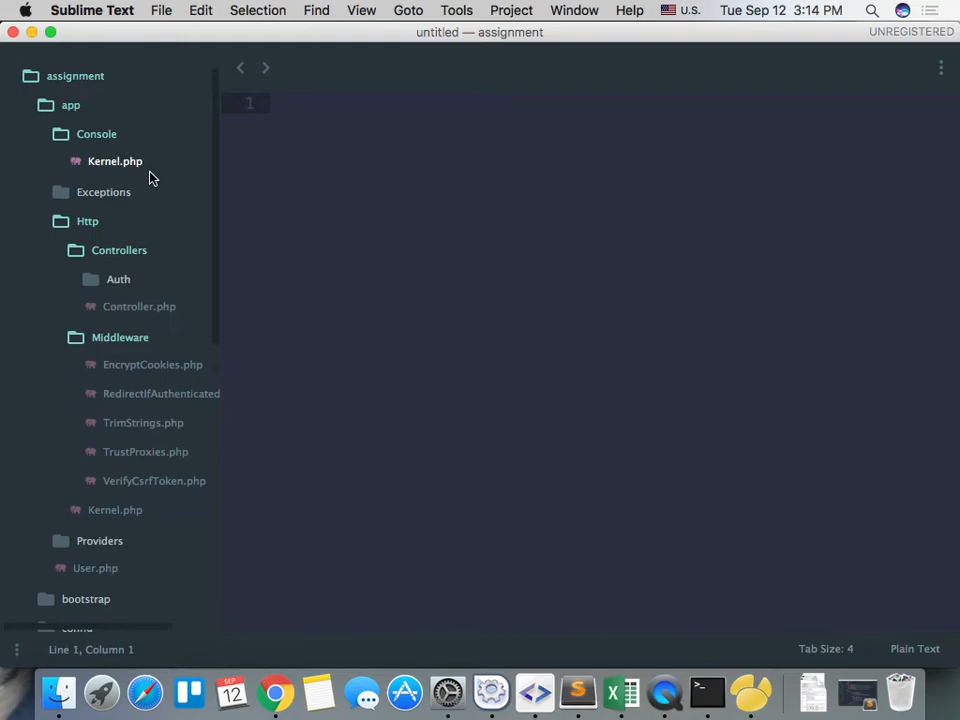 Sublime Text File Edit Selection Find View Goto Tools Project Window Help U.S. Tue Sep 12 3:14 PM
untitled — assignment UNREGISTERED
assignment
1
app
Console
Kernel.php
Exceptions
Http
Controllers
Auth
Controller.php
Middleware
EncryptCookies.php
RedirectIfAuthenticated
TrimStrings.php
TrustProxies.php
VerifyCsrfToken.php
Kernel.php
Providers
User.php
bootstrap
Line 1, Column 1 Tab Size: 4 Plain Text
SEP
12